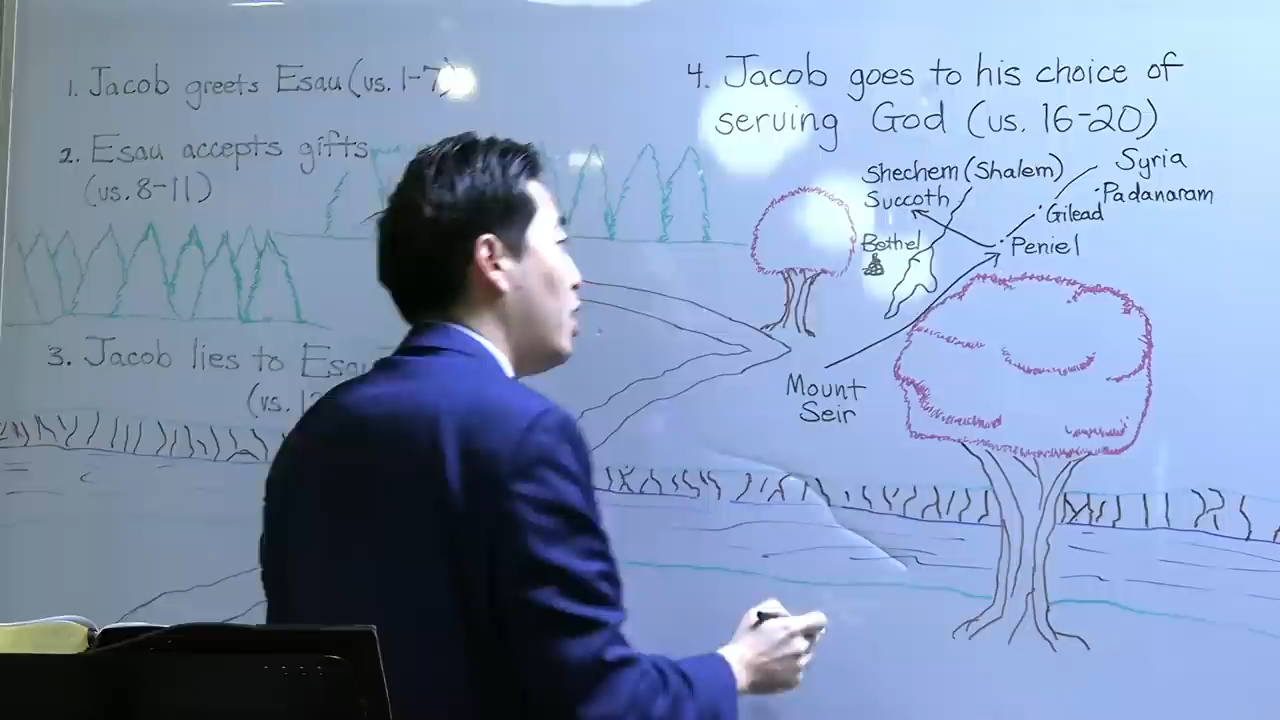 1. Jacob greets Esau (vs. 1-7)
2. Esau accepts gifts
(vs. 8-11)
3. Jacob lies to Esau
(vs.
4. Jacob goes to his choice of
serving God (vs. 16-20)
Shechem (Shalem)
Syria
Succoth
Padanaram
Gilead
Bethel
Peniel
Mount
Seir